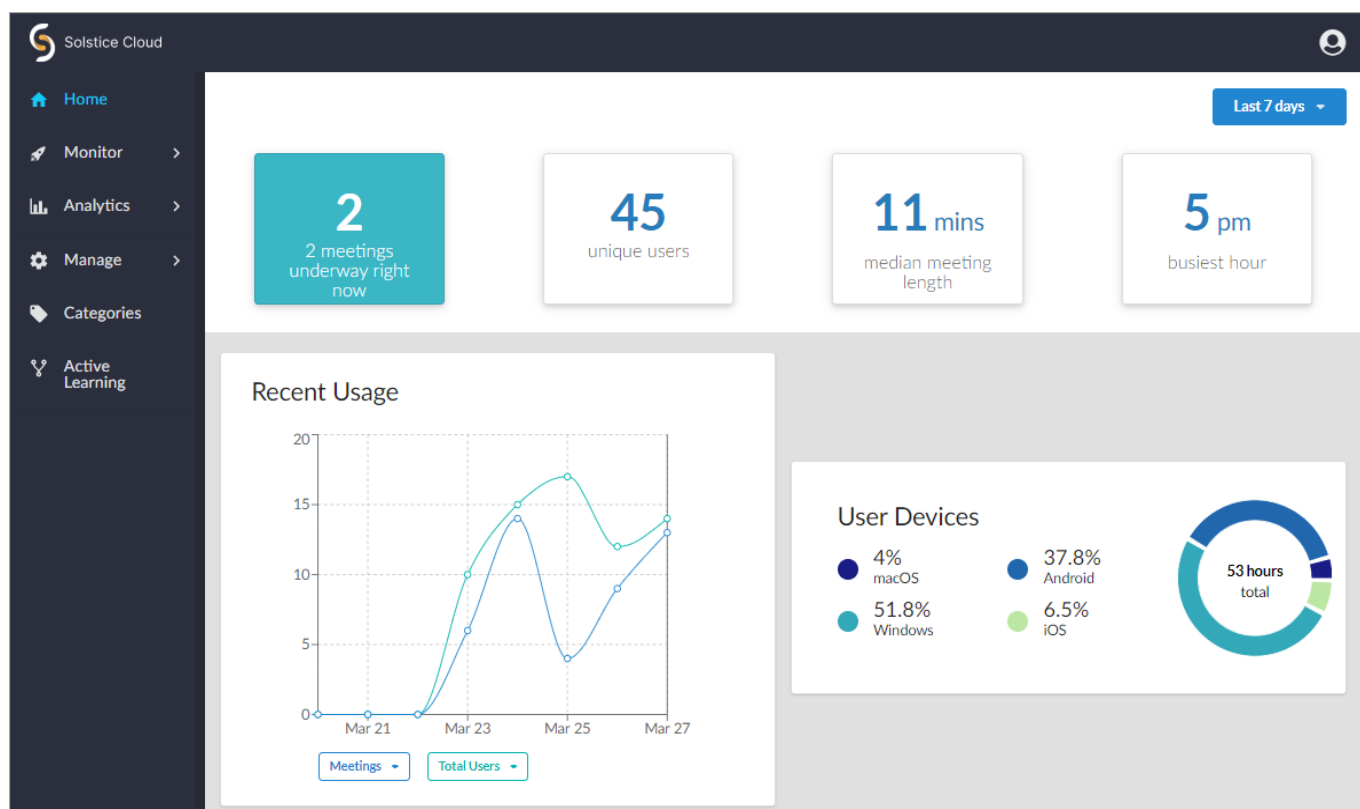 Solstice Cloud
Home
Monitor
Analytics
Manage
Categories
Active
Learning
Last 7 days
2
2 meetings
underway right
now
45
unique users
11 mins
median meeting
length
5 pm
busiest hour
Recent Usage
20
15
10
5
0
Mar 21
Mar 23
Mar 25
Mar 27
Meetings
Total Users
User Devices
4%
macOS
37.8%
Android
51.8%
Windows
6.5%
iOS
53 hours
total